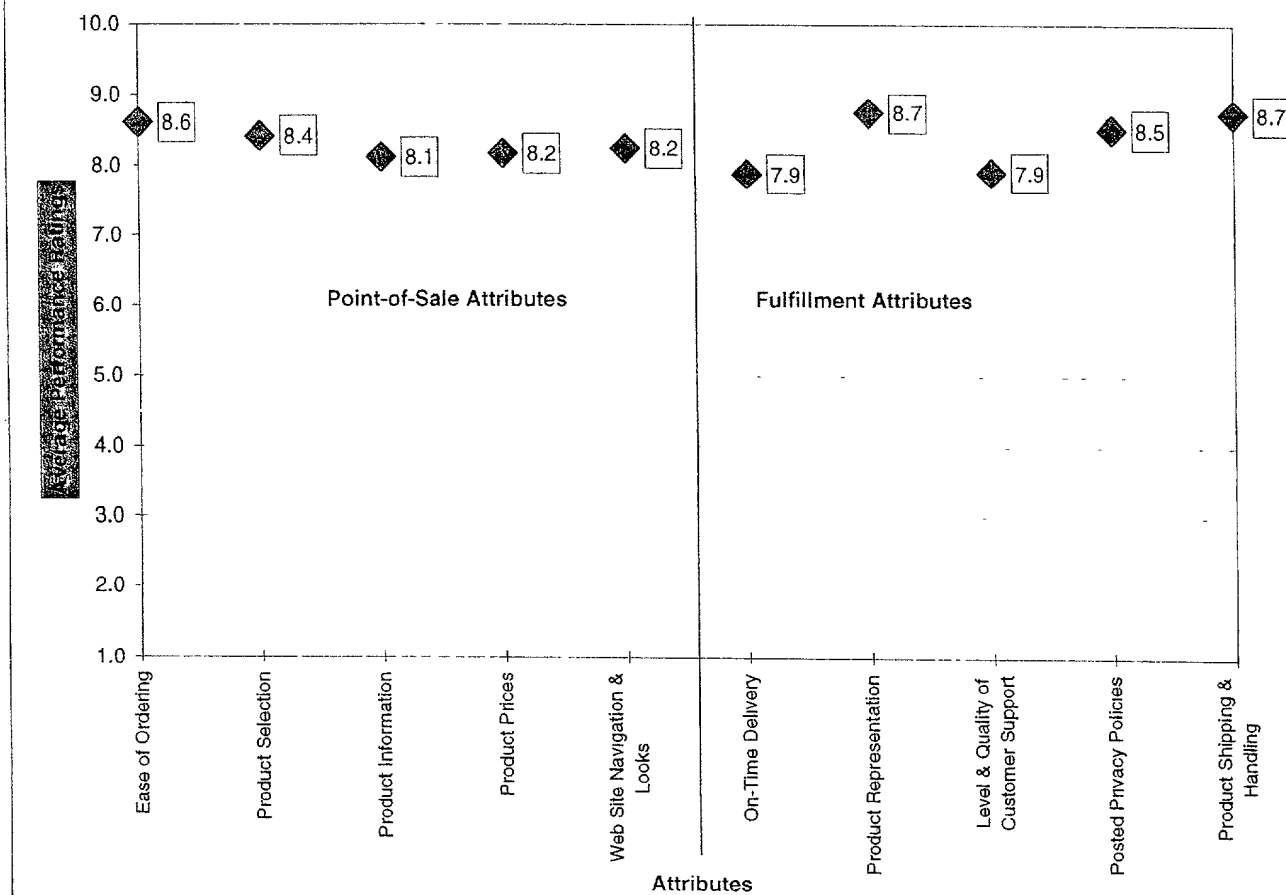 10.0
9.0
8.0
7.0
6.0
5.0
4.0
3.0
2.0
1.0
Average Performance Ratings
8.6
8.4
8.1
8.2
8.2
7.9
8.7
7.9
8.5
8.7
Point-of-Sale Attributes
Fulfillment Attributes
Ease of Ordering
Product Selection
Product Information
Product Prices
Web Site Navigation &
Looks
On-Time Delivery
Product Representation
Level & Quality of
Customer Support
Posted Privacy Policies
Product Shipping &
Handling
Attributes